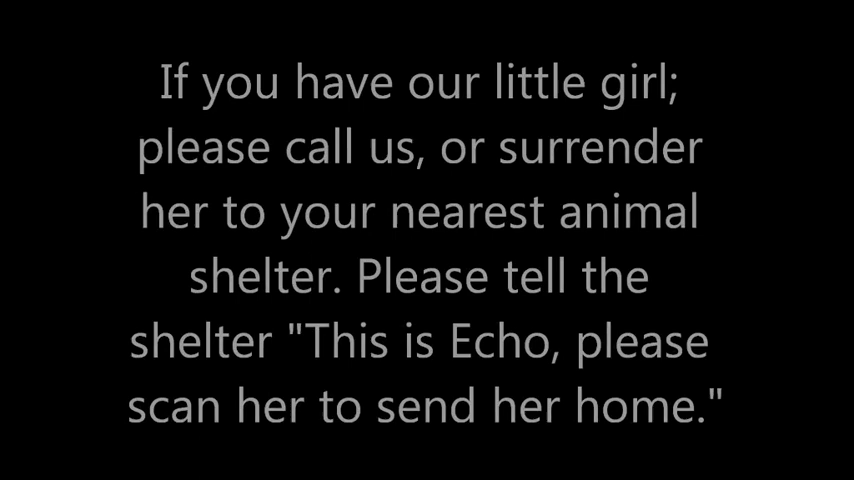 If you have our little girl;
please call us, or surrender
her to your nearest animal
shelter. Please tell the
shelter "This is Echo, please
scan her to send her home."